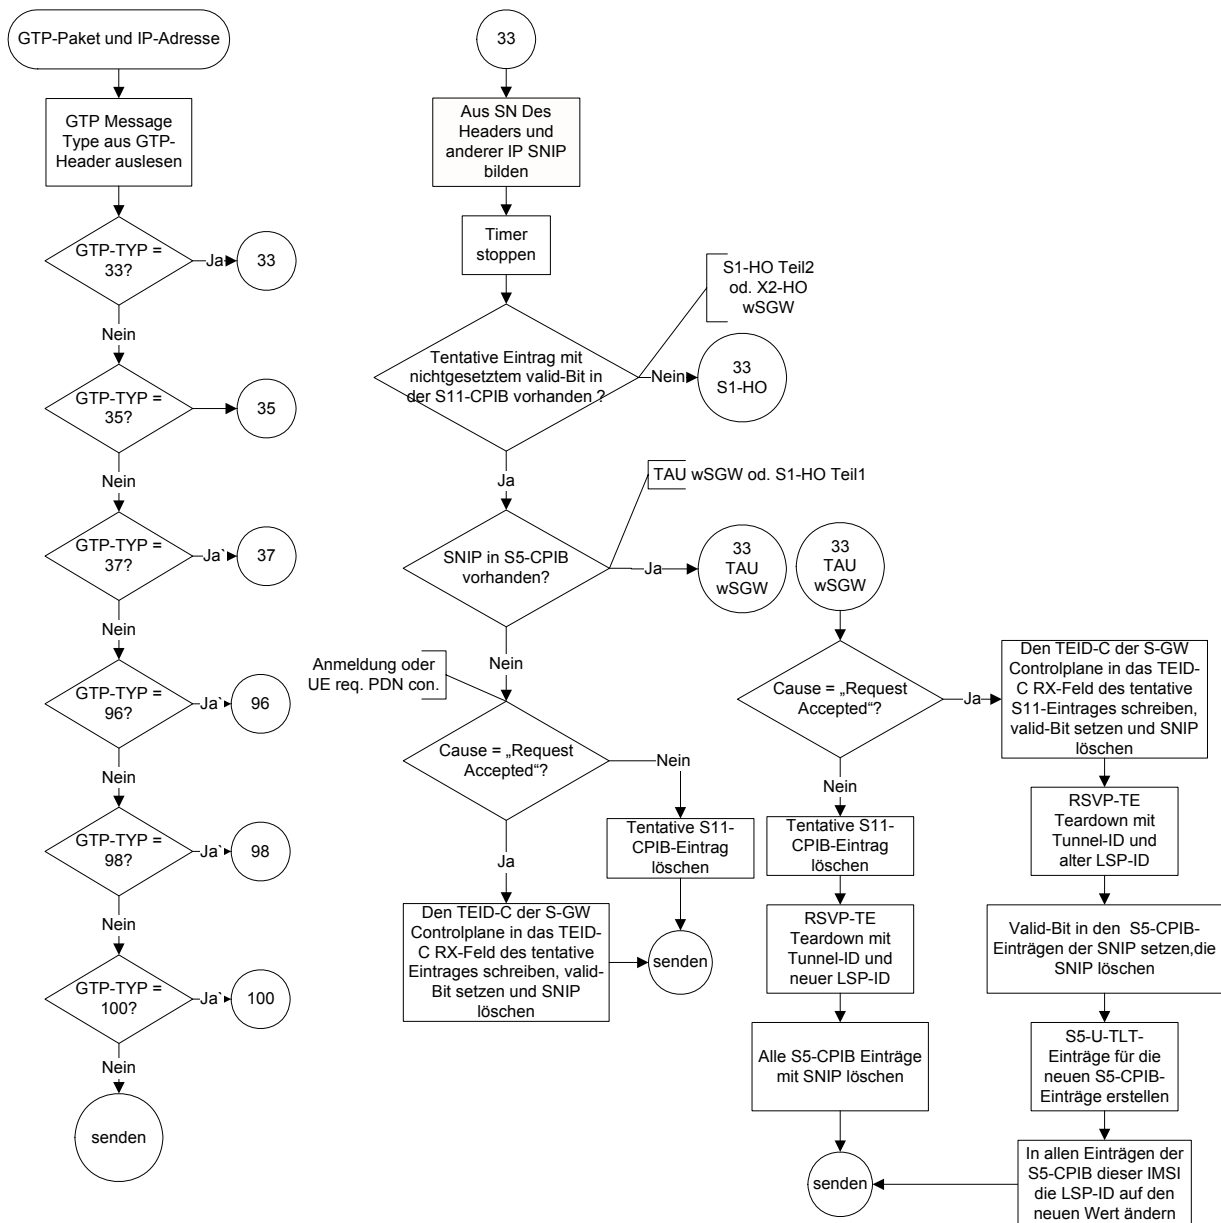 GTP-Paket und IP-Adresse
GTP Message
Type aus GTP-
Header auslesen
GTP-TYP =
33?
Ja
33
Nein
GTP-TYP =
35?
35
Nein
GTP-TYP =
37?
Ja`
37
Nein
GTP-TYP =
96?
Ja`
96
Nein
GTP-TYP =
98?
Ja`
98
Nein
GTP-TYP =
100?
Ja`
100
Nein
senden
33
Aus SN Des
Headers und
anderer IP SNIP
bilden
Timer
stoppen
S1-HO Teil2
od. X2-HO
wSGW
Tentative Eintrag mit
nichtgesetztem valid-Bit in
der S11-CPIB vorhanden ?
Nein
33
S1-HO
Ja
TAU wSGW od. S1-HO Teil1
SNIP in S5-CPIB
vorhanden?
Ja
33
TAU
wSGW
Nein
Anmeldung oder
UE req. PDN con.
Cause = „Request
Accepted“?
Nein
Tentative S11-
CPIB-Eintrag
löschen
Ja
Den TEID-C der S-GW
Controlplane in das TEID-
C RX-Feld des tentative
Eintrages schreiben, valid-
Bit setzen und SNIP
löschen
senden
33
TAU
wSGW
Cause = „Request
Accepted“?
Ja
Den TEID-C der S-GW
Controlplane in das TEID-
C RX-Feld des tentative
S11-Eintrages schreiben,
valid-Bit setzen und SNIP
löschen
Nein
Tentative S11-
CPIB-Eintrag
löschen
RSVP-TE
Teardown mit
Tunnel-ID und
neuer LSP-ID
Alle S5-CPIB Einträge
mit SNIP löschen
RSVP-TE
Teardown mit
Tunnel-ID und
alter LSP-ID
Valid-Bit in den S5-CPIB-
Einträgen der SNIP setzen,die
SNIP löschen
S5-U-TLT-
Einträge für die
neuen S5-CPIB-
Einträge erstellen
In allen Einträgen der
S5-CPIB dieser IMSI
die LSP-ID auf den
neuen Wert ändern
senden